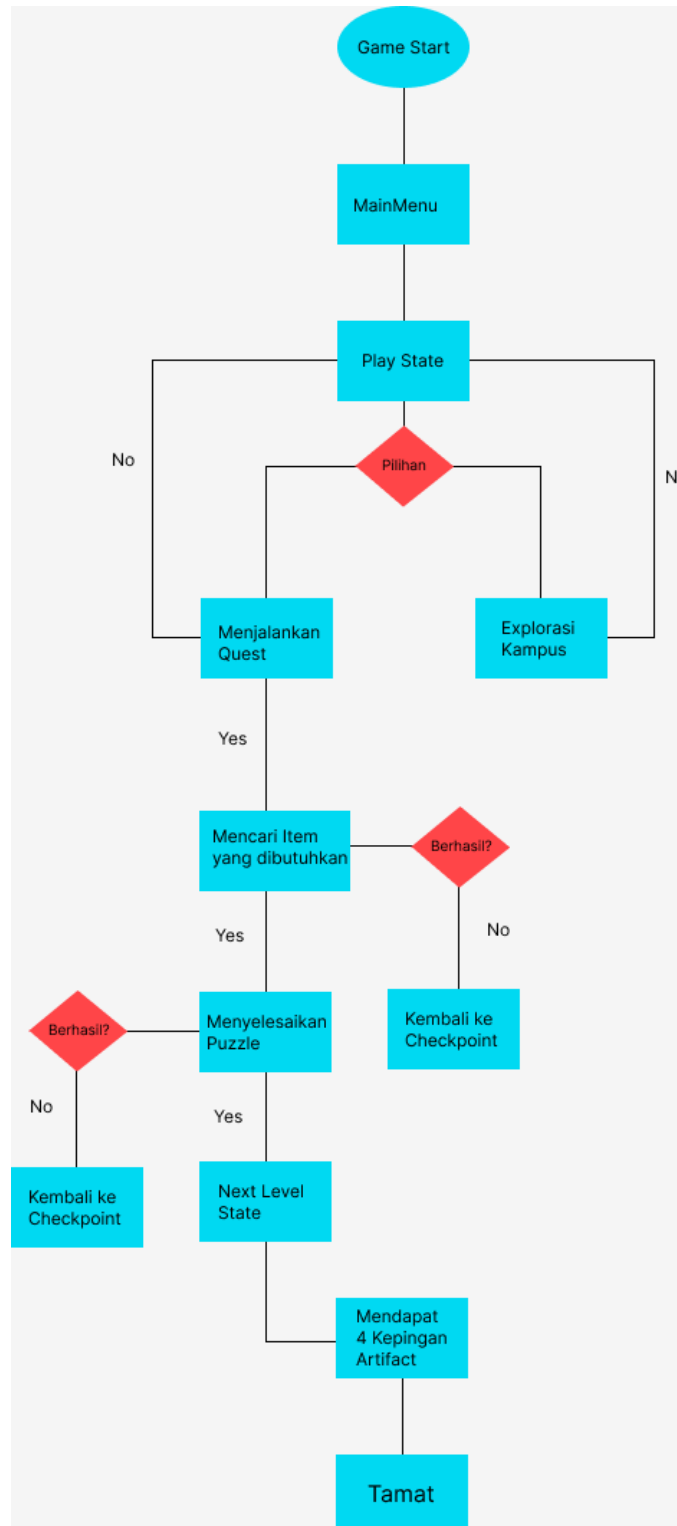 Game Start
MainMenu
Play State
No
Pilihan
N
Menjalankan
Quest
Explorasi
Kampus
Yes
Mencari Item
yang dibutuhkan
Berhasil?
Yes
No
Berhasil?
Menyelesaikan
Puzzle
Kembali ke
Checkpoint
No
Yes
Kembali ke
Checkpoint
Next Level
State
Mendapat
4 Kepingan
Artifact
Tamat